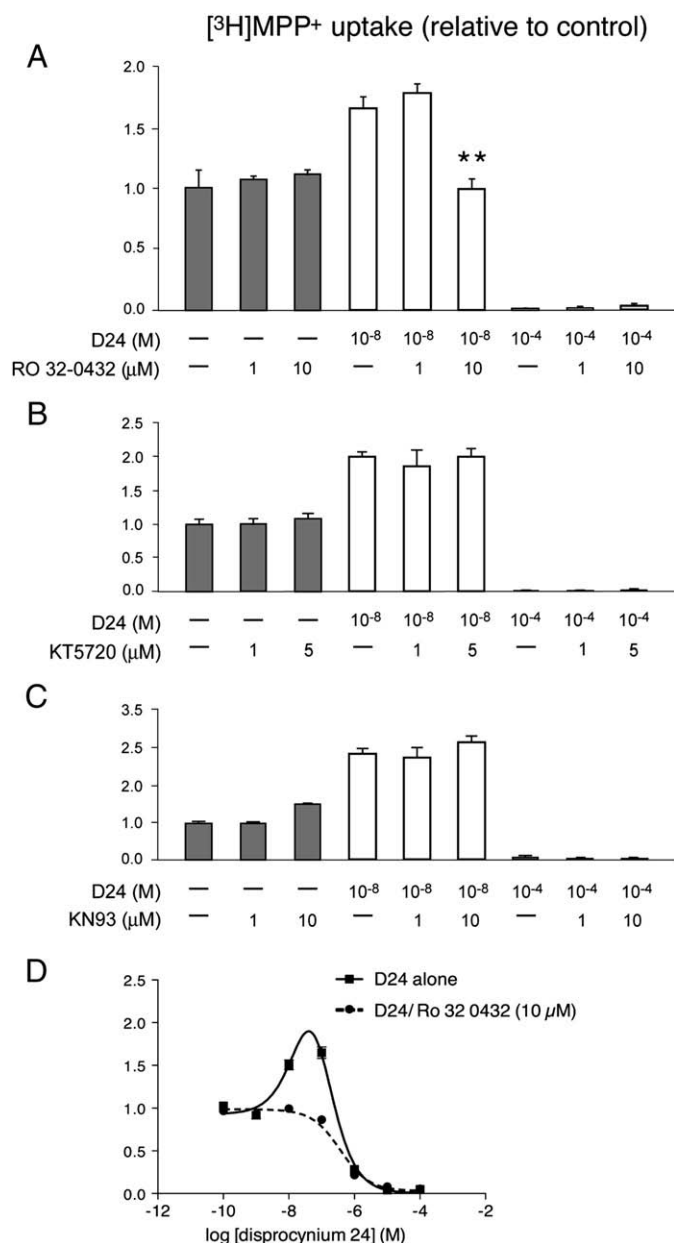 [³H]MPP⁺ uptake (relative to control)
A
2.0
1.5
**
1.0
0.5
0.0
D24 (M) — — — 10⁻⁸ 10⁻⁸ 10⁻⁸ 10⁻⁴ 10⁻⁴ 10⁻⁴
RO 32-0432 (μM) — 1 10 — 1 10 — 1 10
B
2.5
2.0
1.5
1.0
0.5
0.0
D24 (M) — — — 10⁻⁸ 10⁻⁸ 10⁻⁸ 10⁻⁴ 10⁻⁴ 10⁻⁴
KT5720 (μM) — 1 5 — 1 5 — 1 5
C
3.5
2.5
2.0
1.0
0.0
D24 (M) — — — 10⁻⁸ 10⁻⁸ 10⁻⁸ 10⁻⁴ 10⁻⁴ 10⁻⁴
KN93 (μM) — 1 10 — 1 10 — 1 10
D
2.5
D24 alone
2.0
D24/ Ro 32 0432 (10 μM)
1.5
1.0
0.5
0.0
-12 -10 -8 -6 -4 -2
log [disprocynium 24] (M)